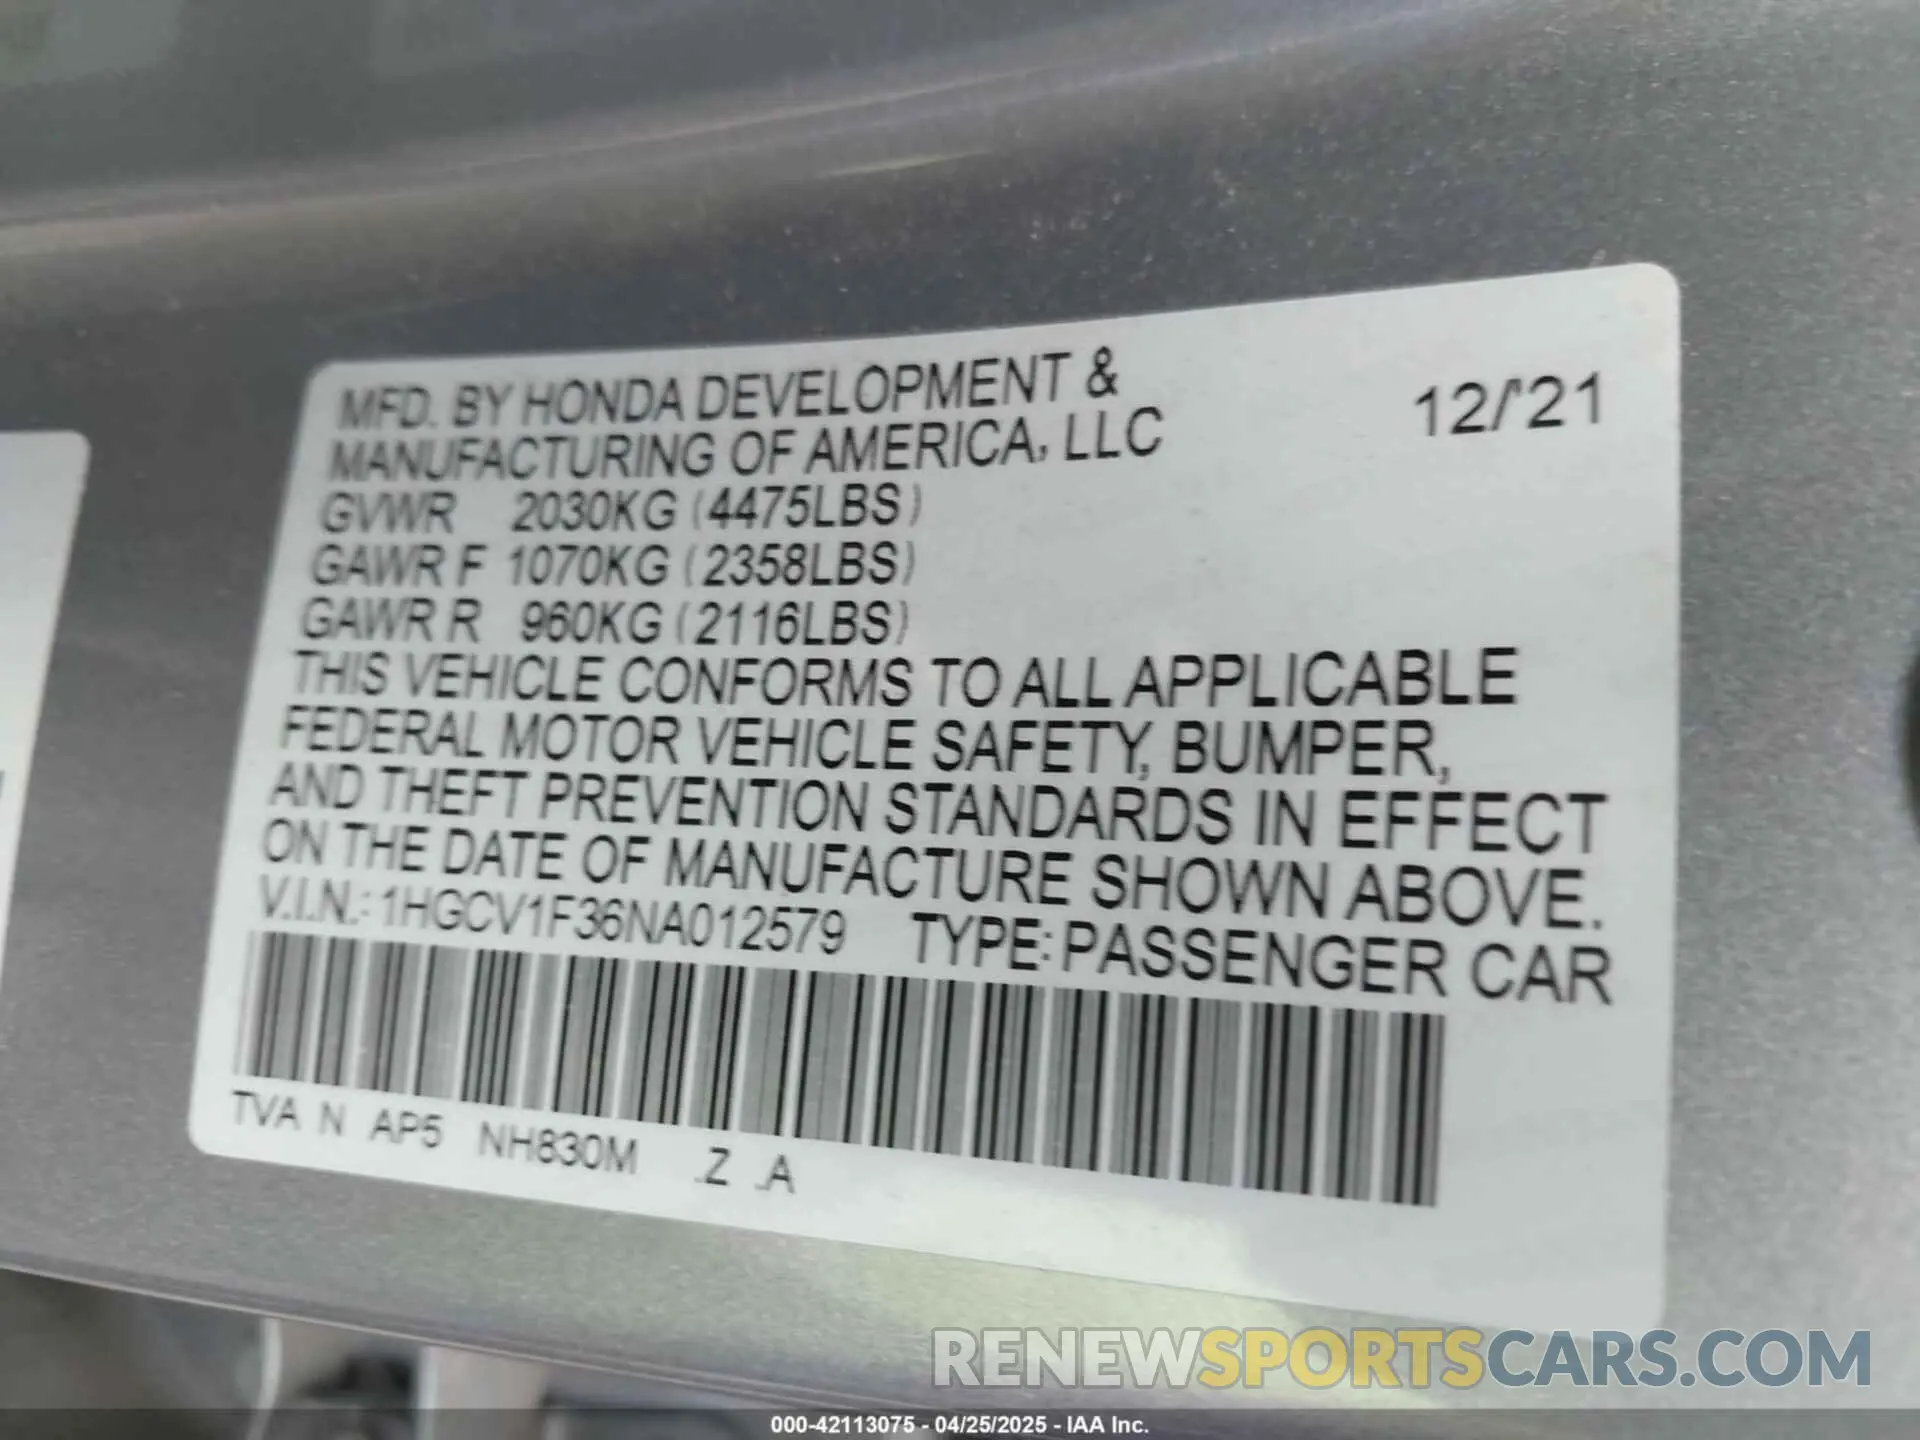 MFD. BY HONDA DEVELOPMENT &
MANUFACTURING OF AMERICA, LLC
12/'21
GVWR 2030KG (4475LBS)
GAWR F 1070KG (2358LBS)
GAWR R 960KG (2116LBS)
THIS VEHICLE CONFORMS TO ALL APPLICABLE
FEDERAL MOTOR VEHICLE SAFETY, BUMPER,
AND THEFT PREVENTION STANDARDS IN EFFECT
ON THE DATE OF MANUFACTURE SHOWN ABOVE.
V.I.N.: 1HGCV1F36NA012579 TYPE: PASSENGER CAR
TVA N AP5 NH830M .Z .A
RENEWSPORTSCARS.COM
000-42113075 - 04/25/2025 - IAA Inc.